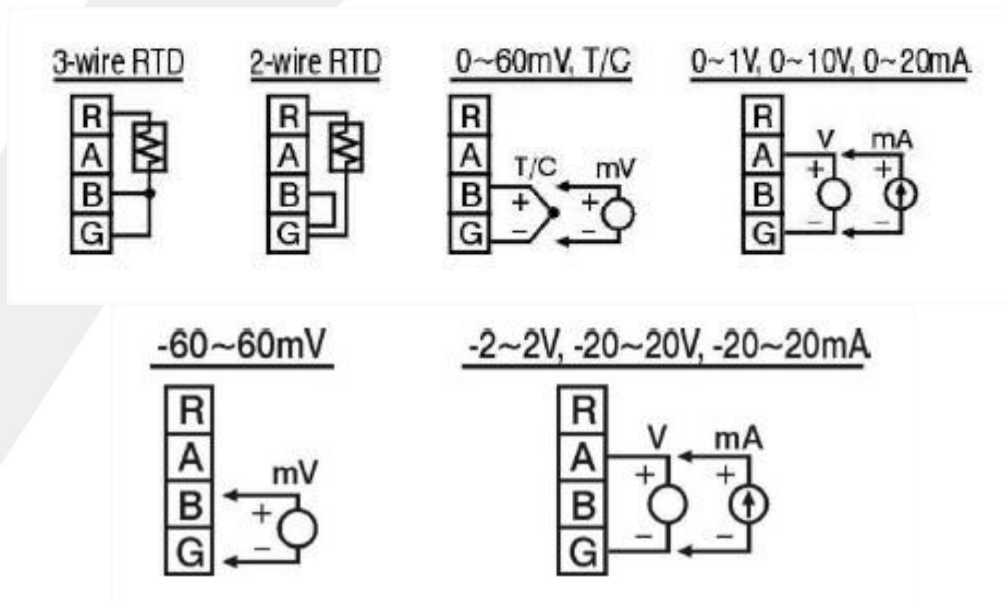 3-wire RTD
2-wire RTD
0~60mV, T/C
0~1V, 0~10V, 0~20mA
R
A
B
G
R
A
B
G
R
A
B
G
T/C
mV
+
+
−
−
R
A
B
G
V
mA
+
+
−
−
-60~60mV
-2~2V, -20~20V, -20~20mA
R
A
B
G
mV
+
−
R
A
B
G
V
mA
+
+
−
−